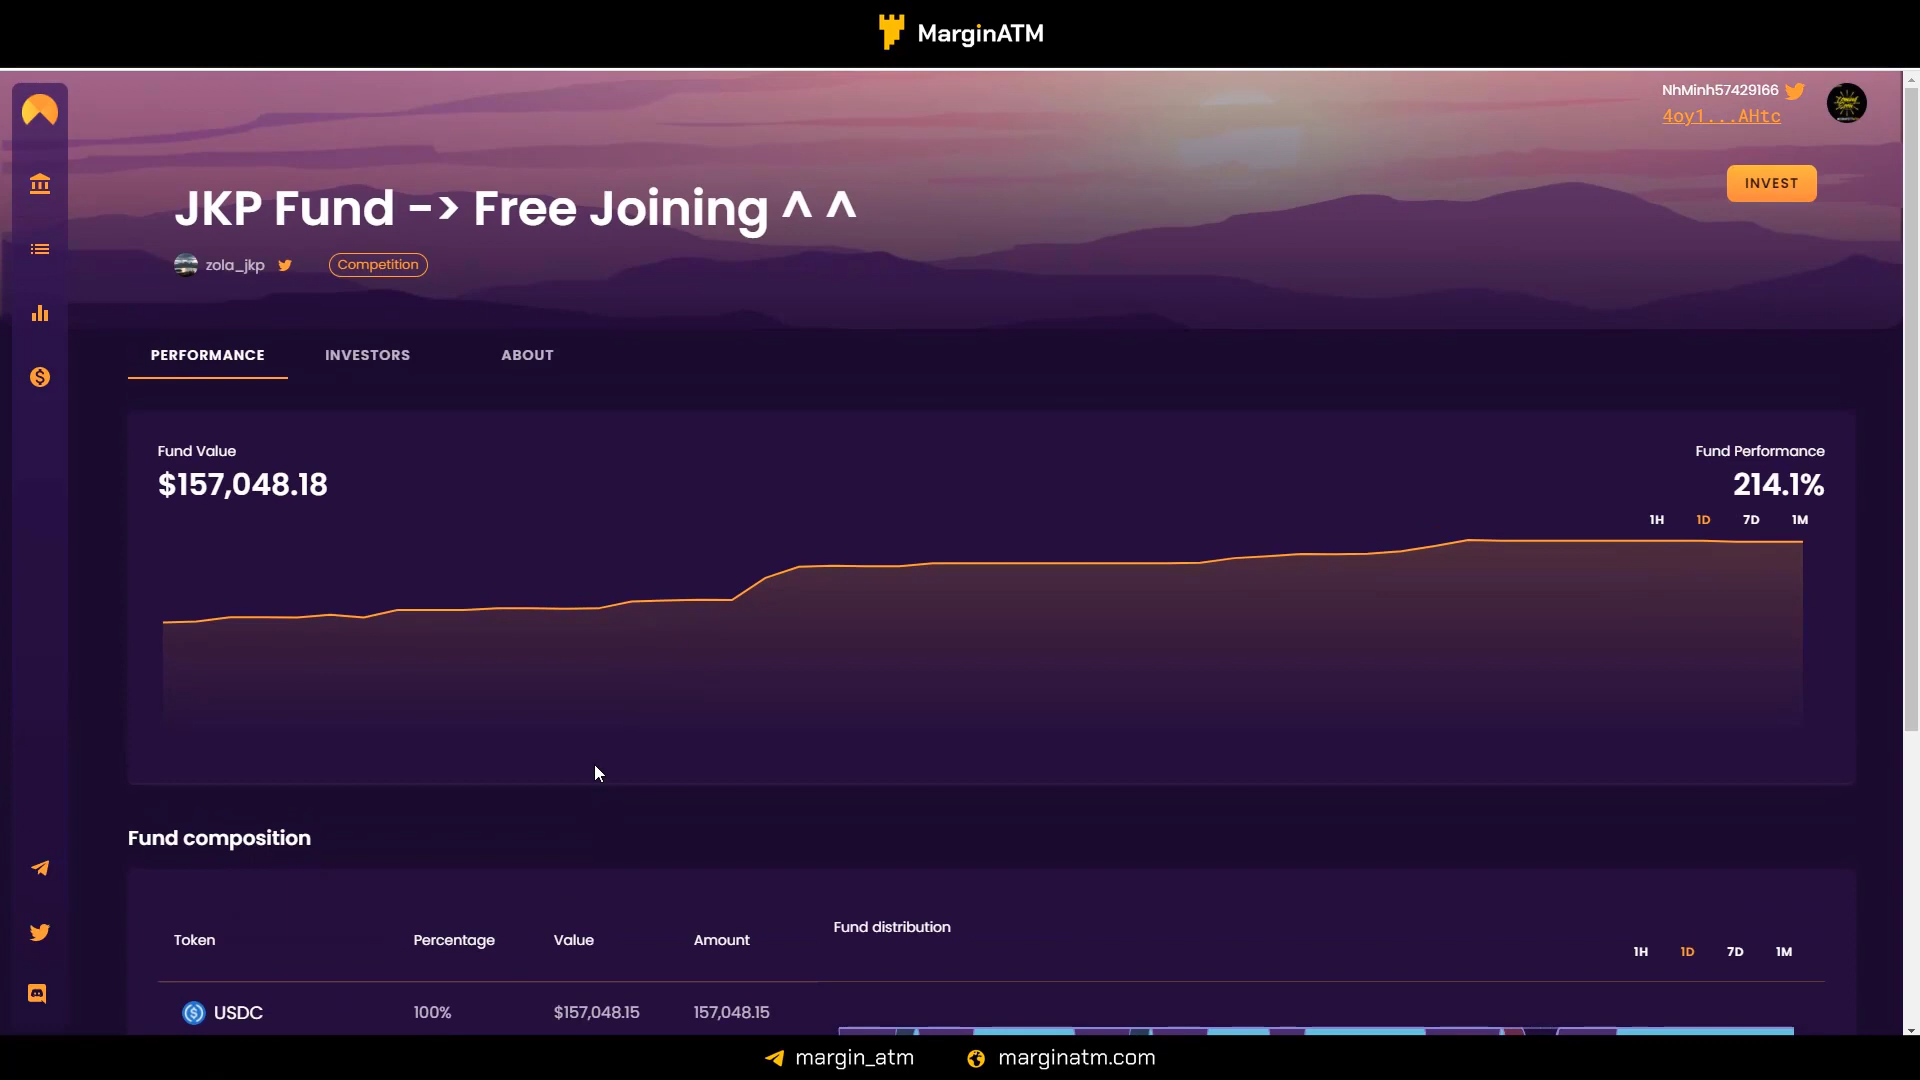 MarginATM
NhMinh57429166
4oy1...AHtc
INVEST
JKP Fund -> Free Joining ^ ^
zola_jkp
Competition
PERFORMANCE
INVESTORS
ABOUT
Fund Value
$157,048.18
Fund Performance
214.1%
1H 1D 7D 1M
Fund composition
Token Percentage Value Amount
Fund distribution
1H 1D 7D 1M
USDC 100% $157,048.15 157,048.15
margin_atm marginatm.com